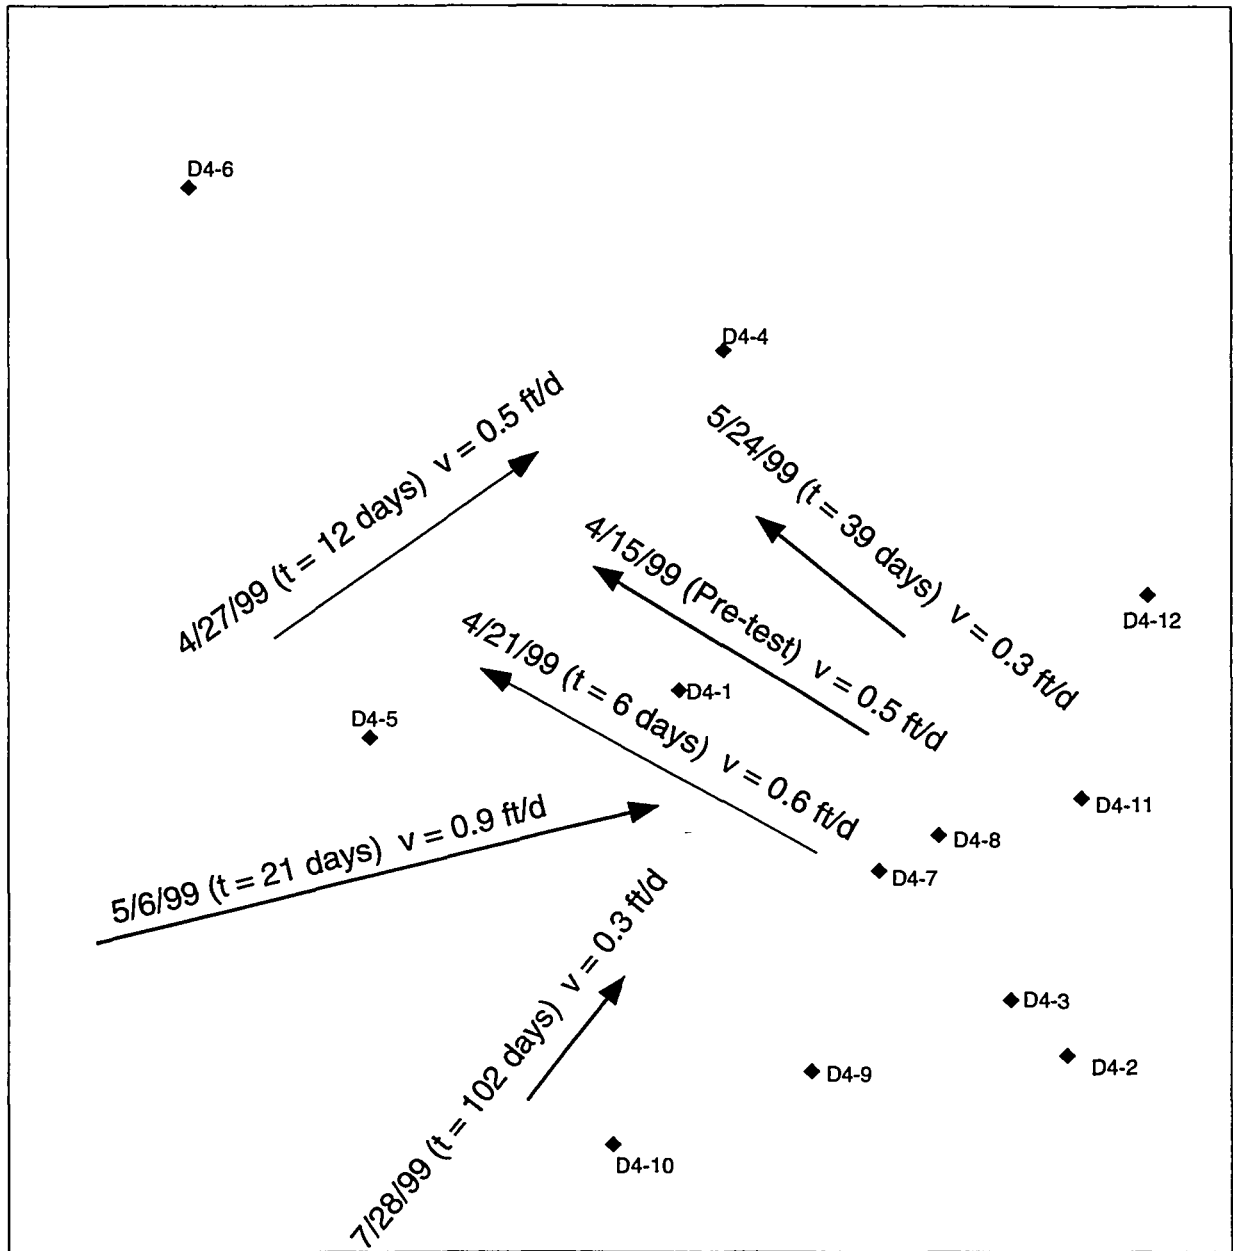 D4-6
D4-4
4/27/99 (t = 12 days) v = 0.5 ft/d
5/24/99 (t = 39 days) v = 0.3 ft/d
4/15/99 (Pre-test) v = 0.5 ft/d
D4-12
4/21/99 (t = 6 days) v = 0.6 ft/d
D4-1
D4-5
5/6/99 (t = 21 days) v = 0.9 ft/d
D4-11
D4-8
D4-7
7/28/99 (t = 102 days) v = 0.3 ft/d
D4-3
D4-2
D4-9
D4-10